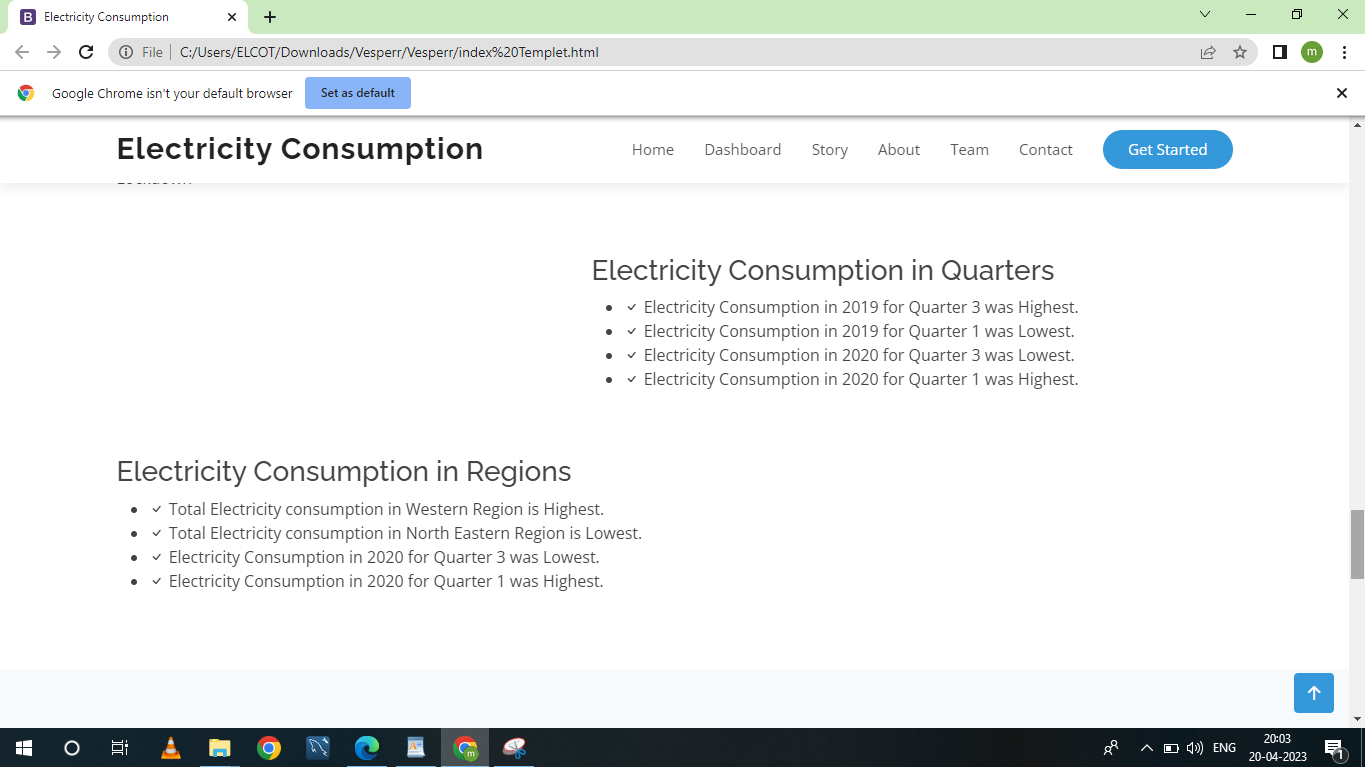 Electricity Consumption
File
C:/Users/ELCOT/Downloads/Vesperr/Vesperr/index%20Templet.html
m
Google Chrome isn't your default browser
Set as default
Electricity Consumption
Home
Dashboard
Story
About
Team
Contact
Get Started
Electricity Consumption in Quarters
Electricity Consumption in 2019 for Quarter 3 was Highest.
Electricity Consumption in 2019 for Quarter 1 was Lowest.
Electricity Consumption in 2020 for Quarter 3 was Lowest.
Electricity Consumption in 2020 for Quarter 1 was Highest.
Electricity Consumption in Regions
Total Electricity consumption in Western Region is Highest.
Total Electricity consumption in North Eastern Region is Lowest.
Electricity Consumption in 2020 for Quarter 3 was Lowest.
Electricity Consumption in 2020 for Quarter 1 was Highest.
ENG
20:03
20-04-2023
1